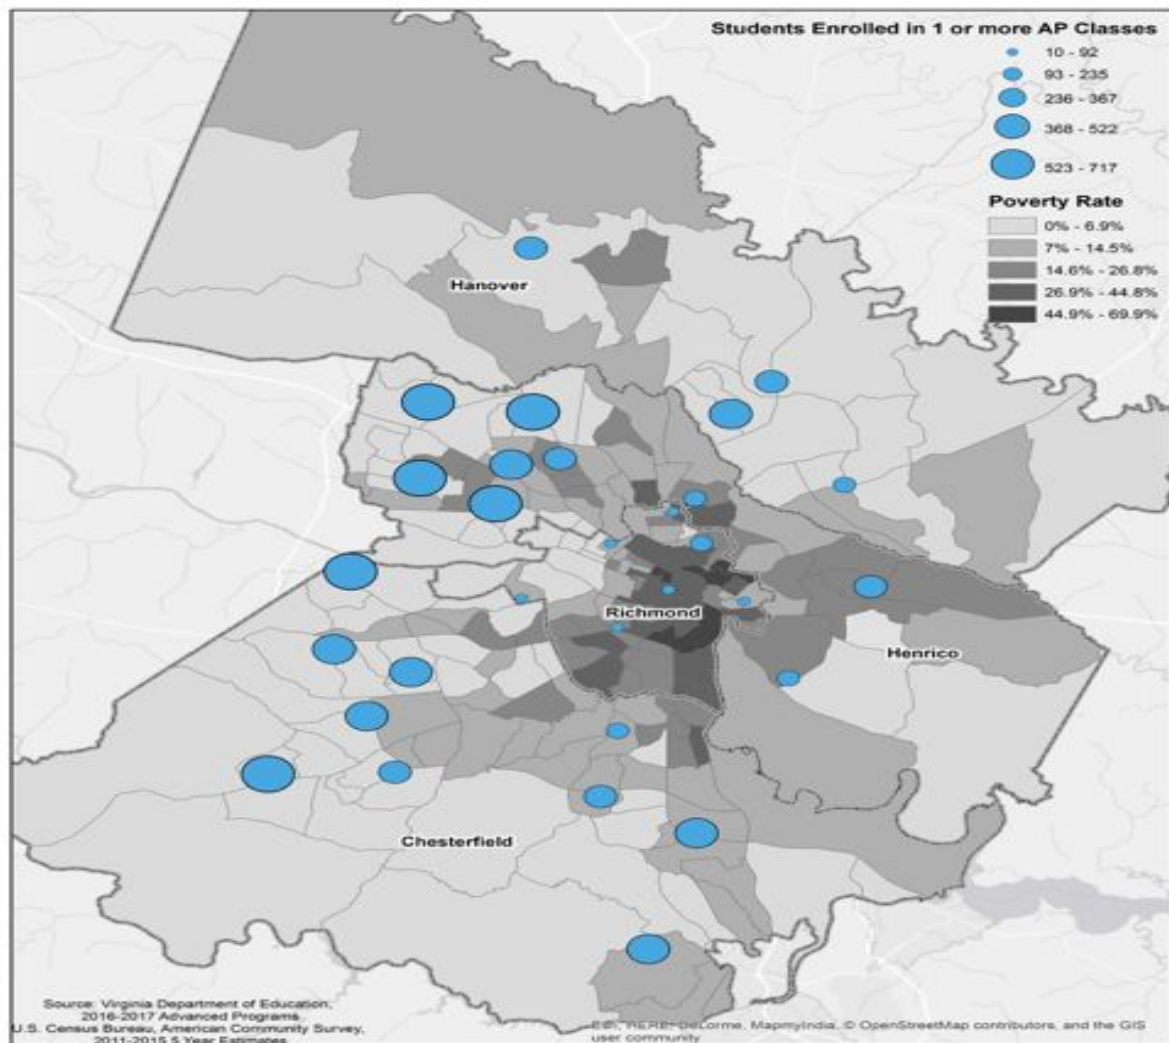 Students Enrolled in 1 or more AP Classes
10 - 92
93 - 235
236 - 367
368 - 522
523 - 717
Poverty Rate
0% - 6.9%
7% - 14.5%
14.6% - 26.8%
26.9% - 44.8%
44.9% - 69.9%
Hanover
Richmond
Henrico
Chesterfield
Source: Virginia Department of Education,
2016-2017 Advanced Programs
U.S. Census Bureau, American Community Survey,
2011-2015 5 Year Estimates
Esri, HERE, DeLorme, MapmyIndia, © OpenStreetMap contributors, and the GIS
user community